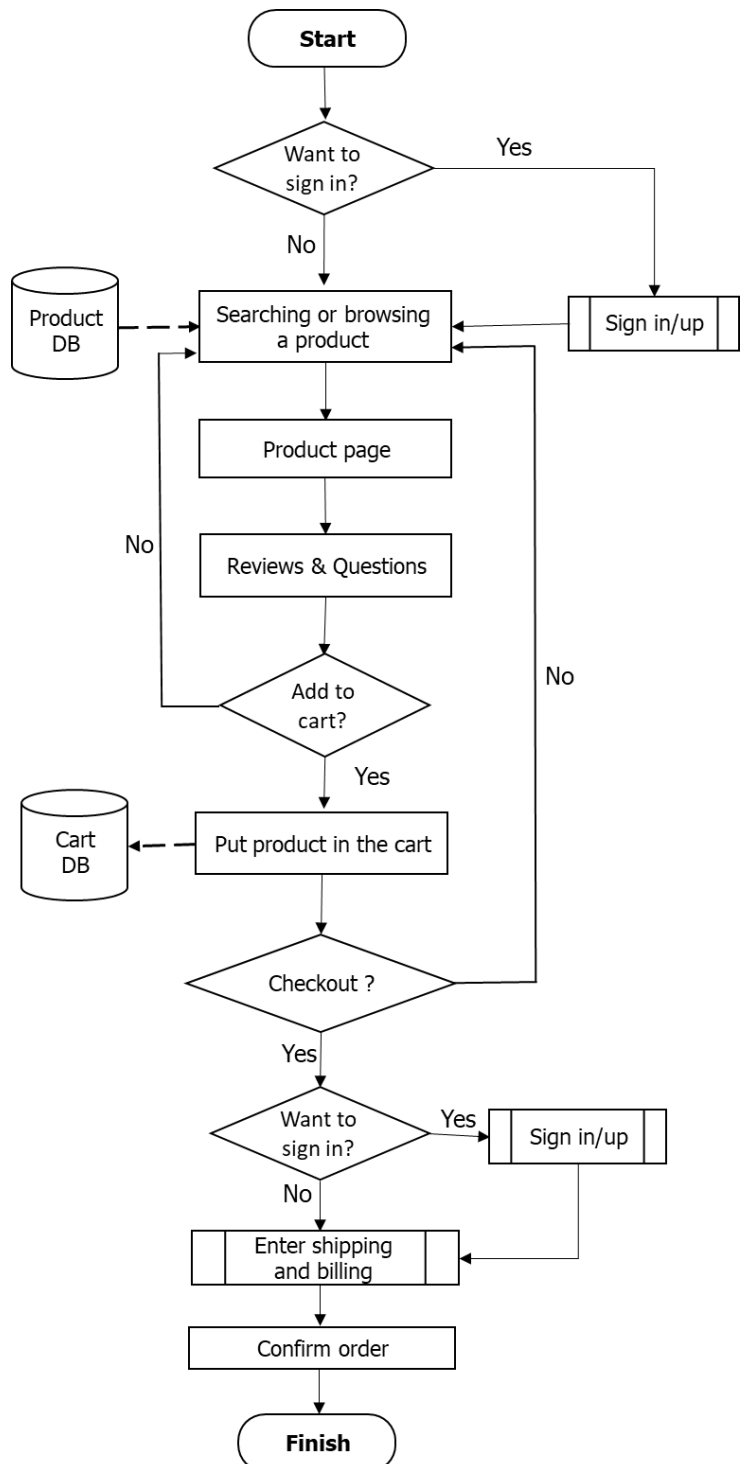 Start
Want to
sign in?
Yes
No
Product
DB
Searching or browsing
a product
Sign in/up
Product page
No
Reviews & Questions
No
Add to
cart?
Yes
Cart
DB
Put product in the cart
Checkout ?
Yes
Want to
sign in?
Yes
Sign in/up
No
Enter shipping
and billing
Confirm order
Finish